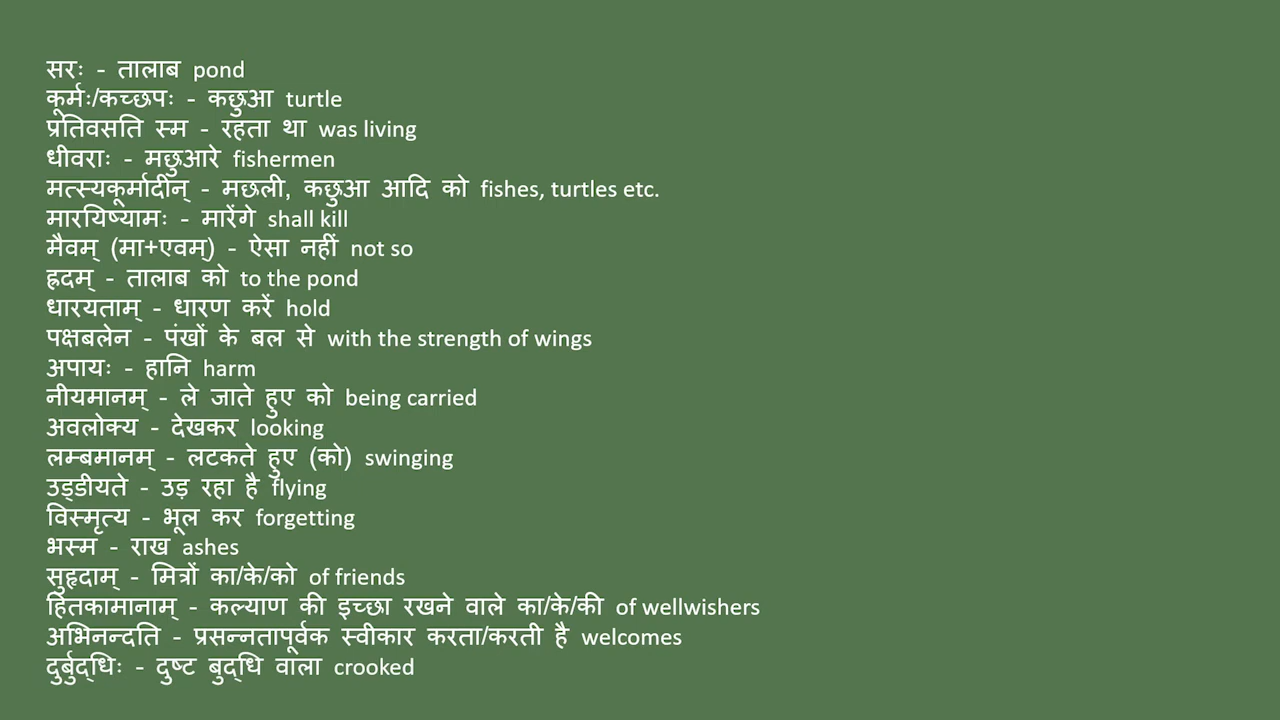 सरः - तालाब pond
कूर्मः/कच्छपः - कछुआ turtle
प्रतिवसति स्म - रहता था was living
धीवराः - मछुआरे fishermen
मत्स्यकूर्मादीन् - मछली, कछुआ आदि को fishes, turtles etc.
मारयिष्यामः - मारेंगे shall kill
मैवम् (मा+एवम्) - ऐसा नहीं not so
ह्रदम् - तालाब को to the pond
धारयताम् - धारण करें hold
पक्षबलेन - पंखों के बल से with the strength of wings
अपायः - हानि harm
नीयमानम् - ले जाते हुए को being carried
अवलोक्य - देखकर looking
लम्बमानम् - लटकते हुए (को) swinging
उड्डीयते - उड़ रहा है flying
विस्मृत्य - भूल कर forgetting
भस्म - राख ashes
सुहृदाम् - मित्रों का/के/को of friends
हितकामानाम् - कल्याण की इच्छा रखने वाले का/के/की of wellwishers
अभिनन्दति - प्रसन्नतापूर्वक स्वीकार करता/करती है welcomes
दुर्बुद्धिः - दुष्ट बुद्धि वाला crooked